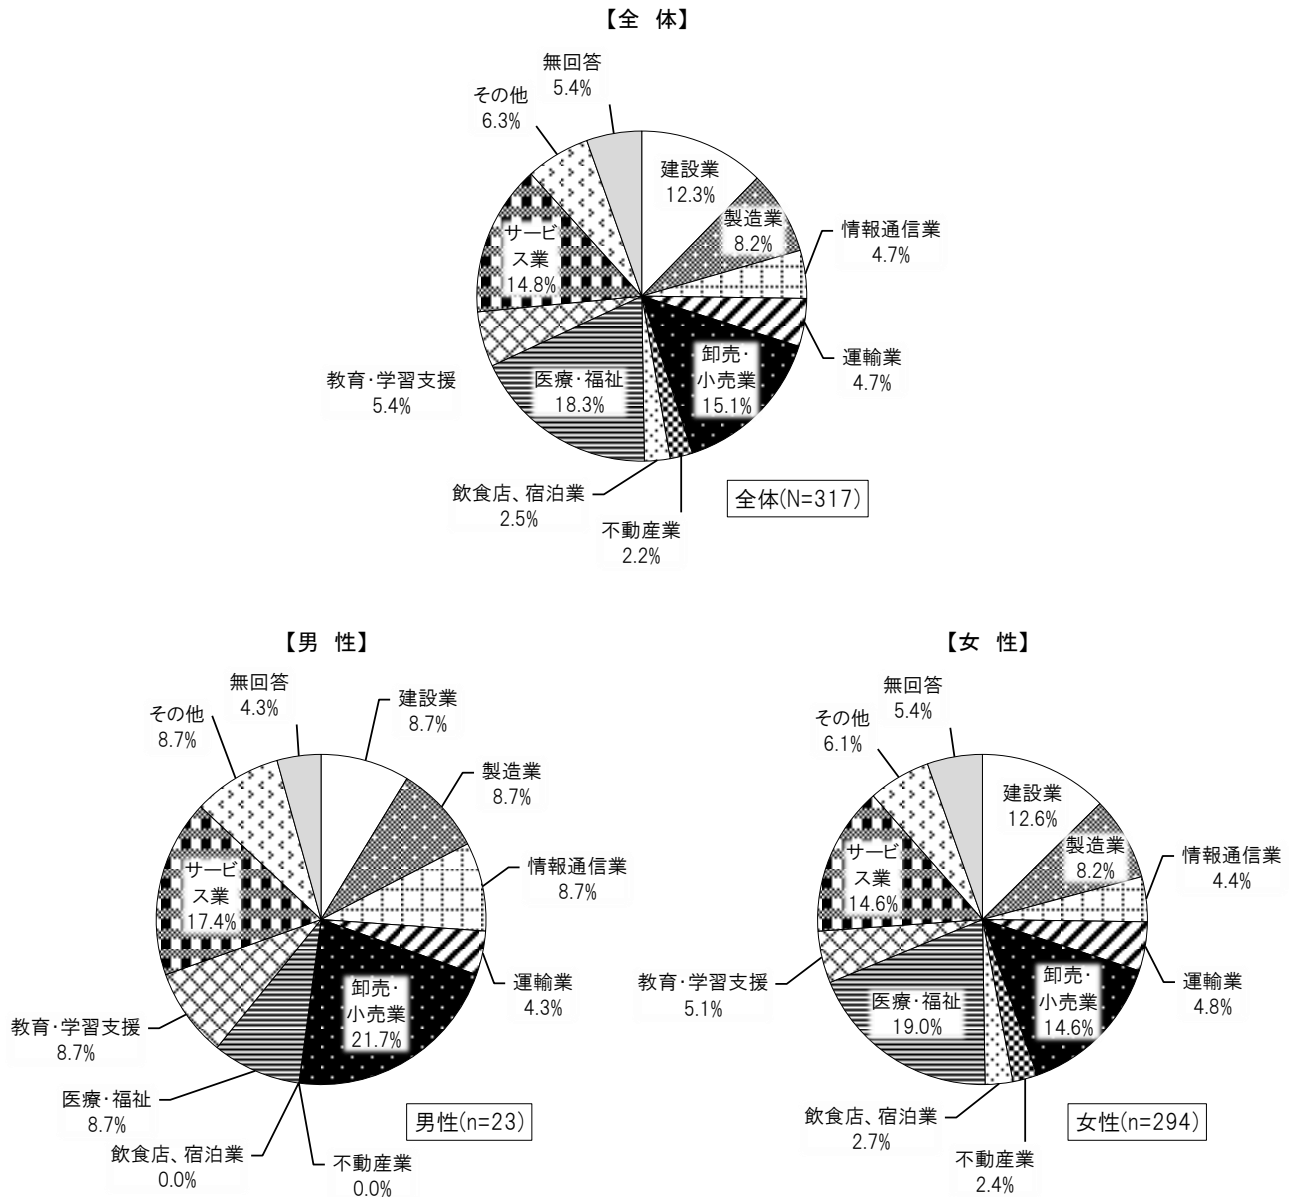 【全 体】
無回答
5.4%
その他
6.3%
建設業
12.3%
製造業
8.2%
情報通信業
4.7%
サービ
ス業
14.8%
運輸業
4.7%
卸売・
小売業
15.1%
教育・学習支援
5.4%
医療・福祉
18.3%
飲食店、宿泊業
2.5%
不動産業
2.2%
全体(N=317)
【男 性】
無回答
4.3%
その他
8.7%
建設業
8.7%
製造業
8.7%
情報通信業
8.7%
サービ
ス業
17.4%
運輸業
4.3%
卸売・
小売業
21.7%
教育・学習支援
8.7%
医療・福祉
8.7%
飲食店、宿泊業
0.0%
不動産業
0.0%
男性(n=23)
【女 性】
無回答
5.4%
その他
6.1%
建設業
12.6%
製造業
8.2%
情報通信業
4.4%
サービ
ス業
14.6%
運輸業
4.8%
卸売・
小売業
14.6%
教育・学習支援
5.1%
医療・福祉
19.0%
飲食店、宿泊業
2.7%
不動産業
2.4%
女性(n=294)